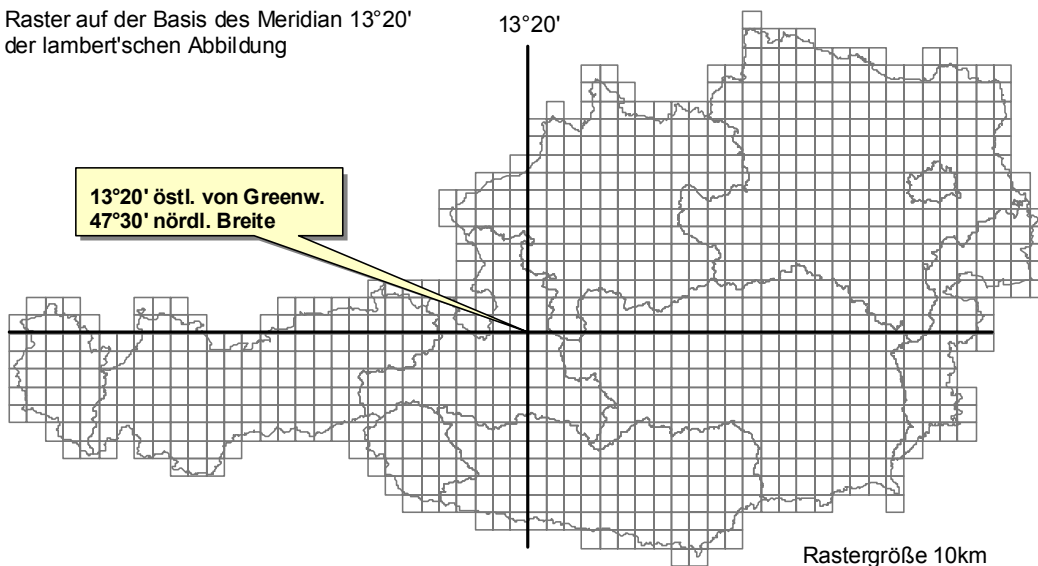 Raster auf der Basis des Meridian 13°20'
der lambert'schen Abbildung
13°20'
13°20' östl. von Greenw.
47°30' nördl. Breite
Rastergröße 10km